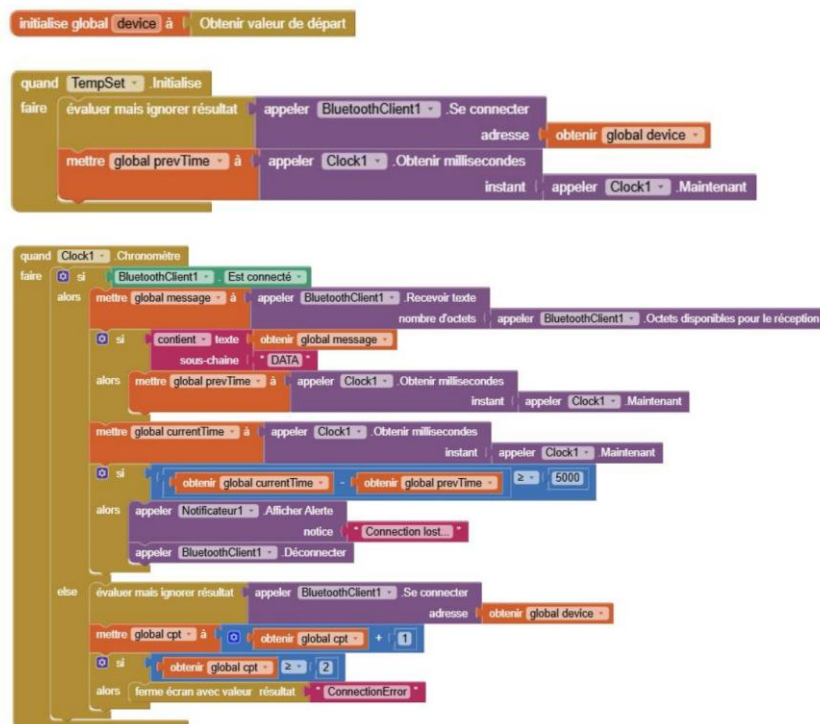 initialise global device à Obtenir valeur de départ
quand TempSet .Initialise
faire évaluer mais ignorer résultat appeler BluetoothClient1 .Se connecter
adresse obtenir global device
mettre global prevTime à appeler Clock1 .Obtenir millisecondes
instant appeler Clock1 .Maintenant
quand Clock1 .Chronomètre
faire si BluetoothClient1 . Est connecté
alors mettre global message à appeler BluetoothClient1 .Recevoir texte
nombre d'octets appeler BluetoothClient1 .Octets disponibles pour le réception
si contient texte obtenir global message
sous-chaine " DATA "
alors mettre global prevTime à appeler Clock1 .Obtenir millisecondes
instant appeler Clock1 .Maintenant
mettre global currentTime à appeler Clock1 .Obtenir millisecondes
instant appeler Clock1 .Maintenant
si obtenir global currentTime - obtenir global prevTime ≥ 5000
alors appeler Notificateur1 .Afficher Alerte
notice " Connection lost... "
appeler BluetoothClient1 .Déconnecter
else évaluer mais ignorer résultat appeler BluetoothClient1 .Se connecter
adresse obtenir global device
mettre global cpt à obtenir global cpt + 1
si obtenir global cpt ≥ 2
alors ferme écran avec valeur résultat " ConnectionError "